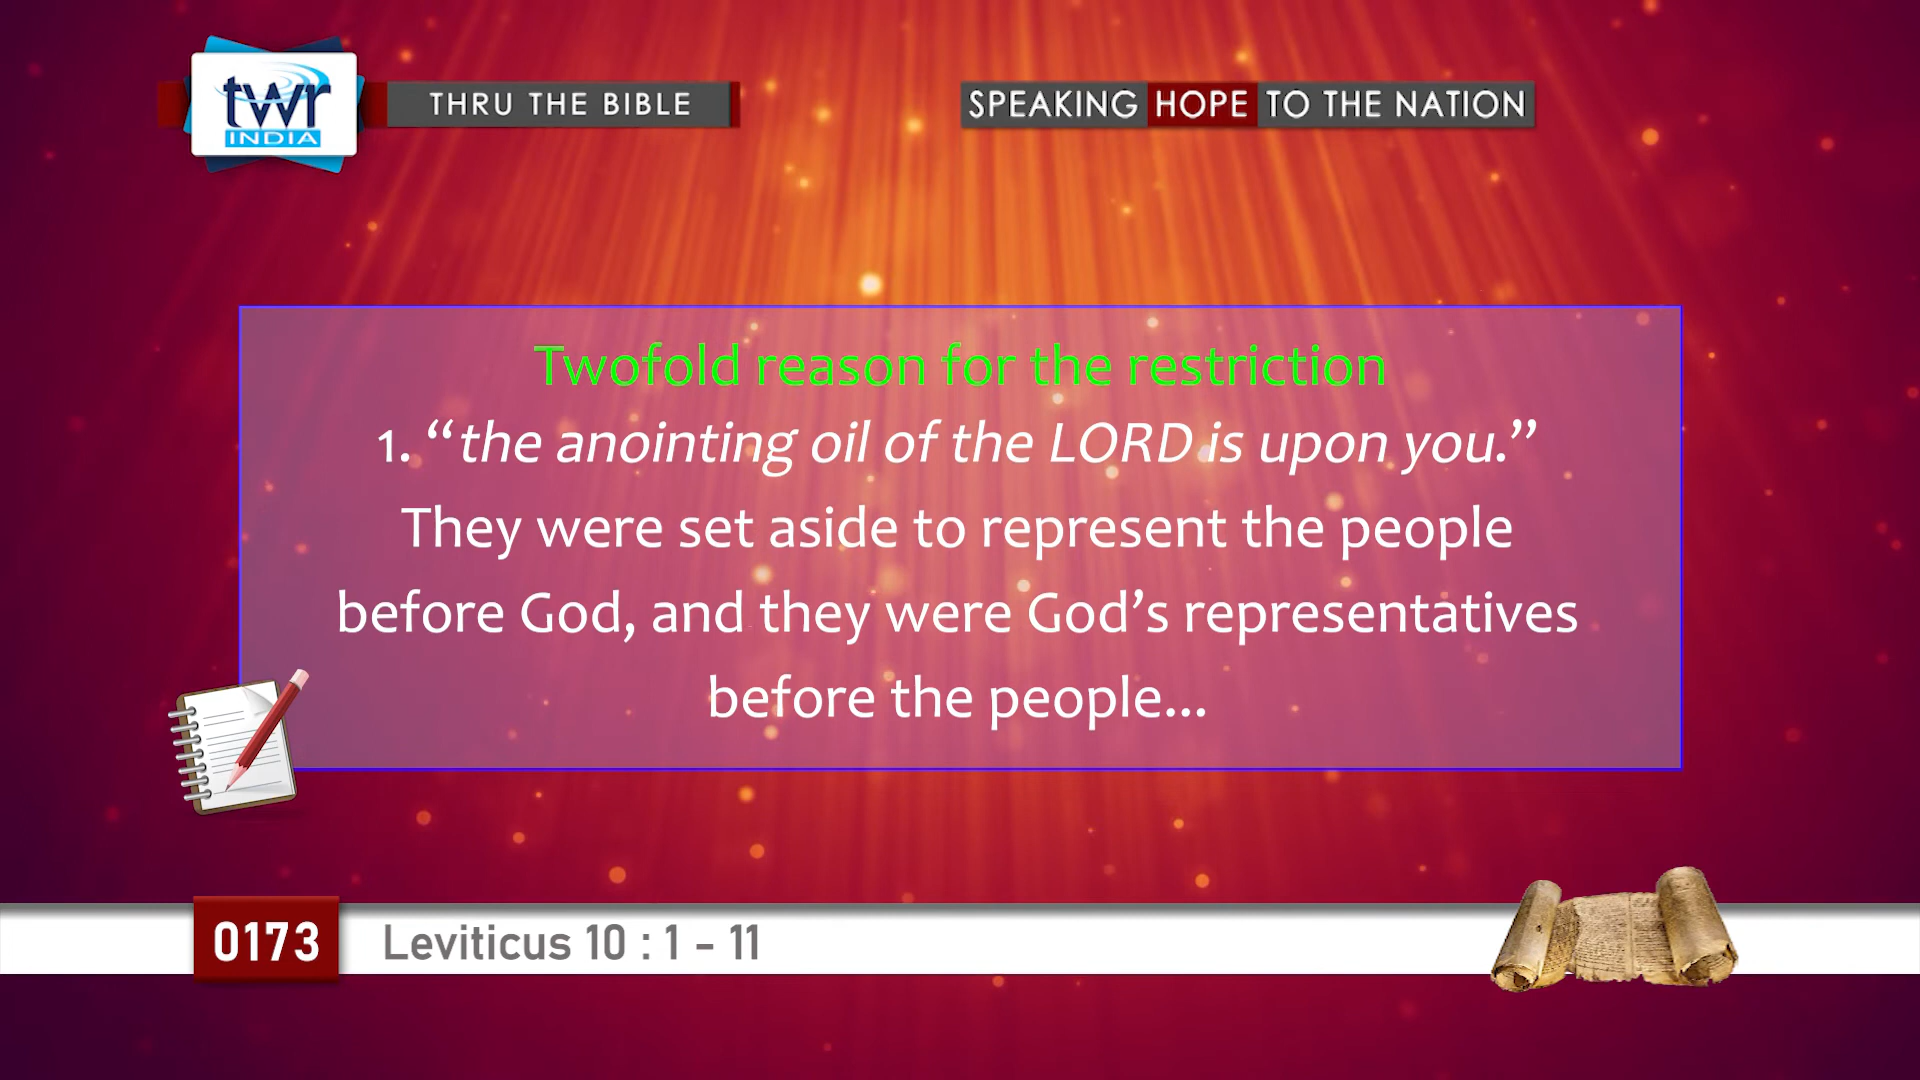 twr
INDIA
THRU THE BIBLE
SPEAKING HOPE TO THE NATION
Twofold reason for the restriction
1. “the anointing oil of the LORD is upon you.”
They were set aside to represent the people
before God, and they were God’s representatives
before the people...
0173
Leviticus 10 : 1 - 11